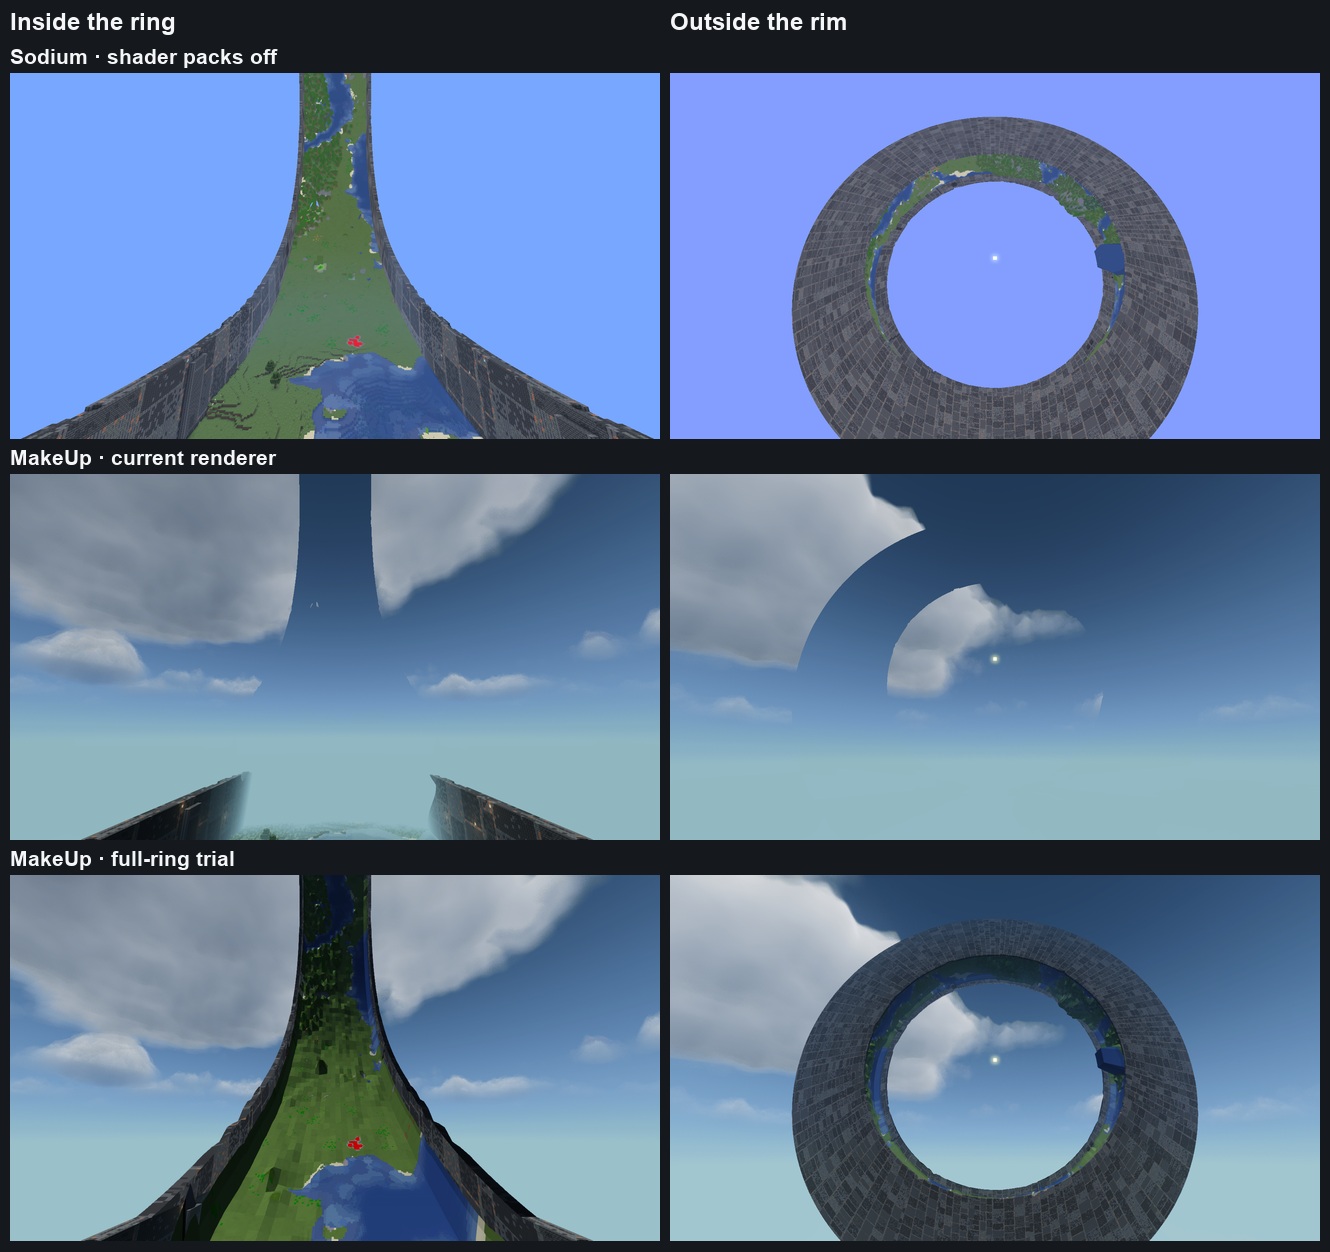 Inside the ring
Outside the rim
Sodium · shader packs off
MakeUp · current renderer
MakeUp · full-ring trial